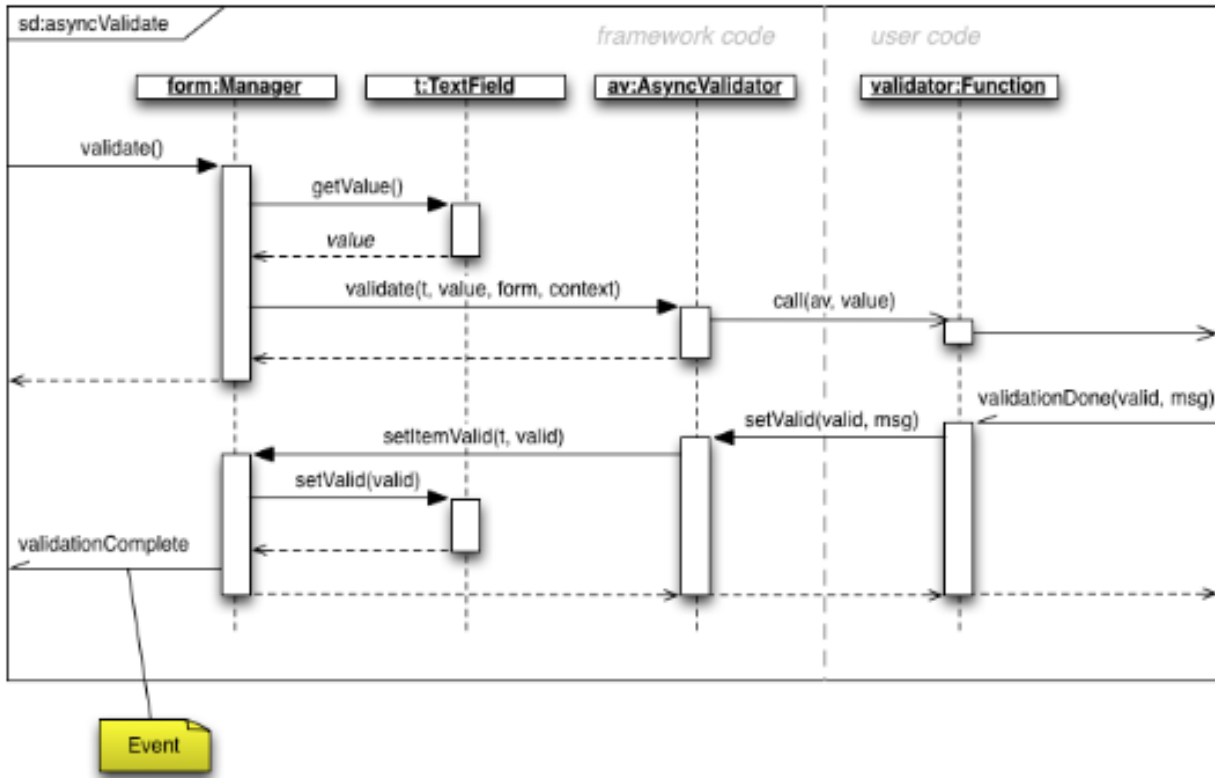 sd:asyncValidate
framework code
user code
form:Manager
t:TextField
av:AsyncValidator
validator:Function
validate()
getValue()
value
validate(t, value, form, context)
call(av, value)
validationDone(valid, msg)
setValid(valid, msg)
setItemValid(t, valid)
setValid(valid)
validationComplete
Event